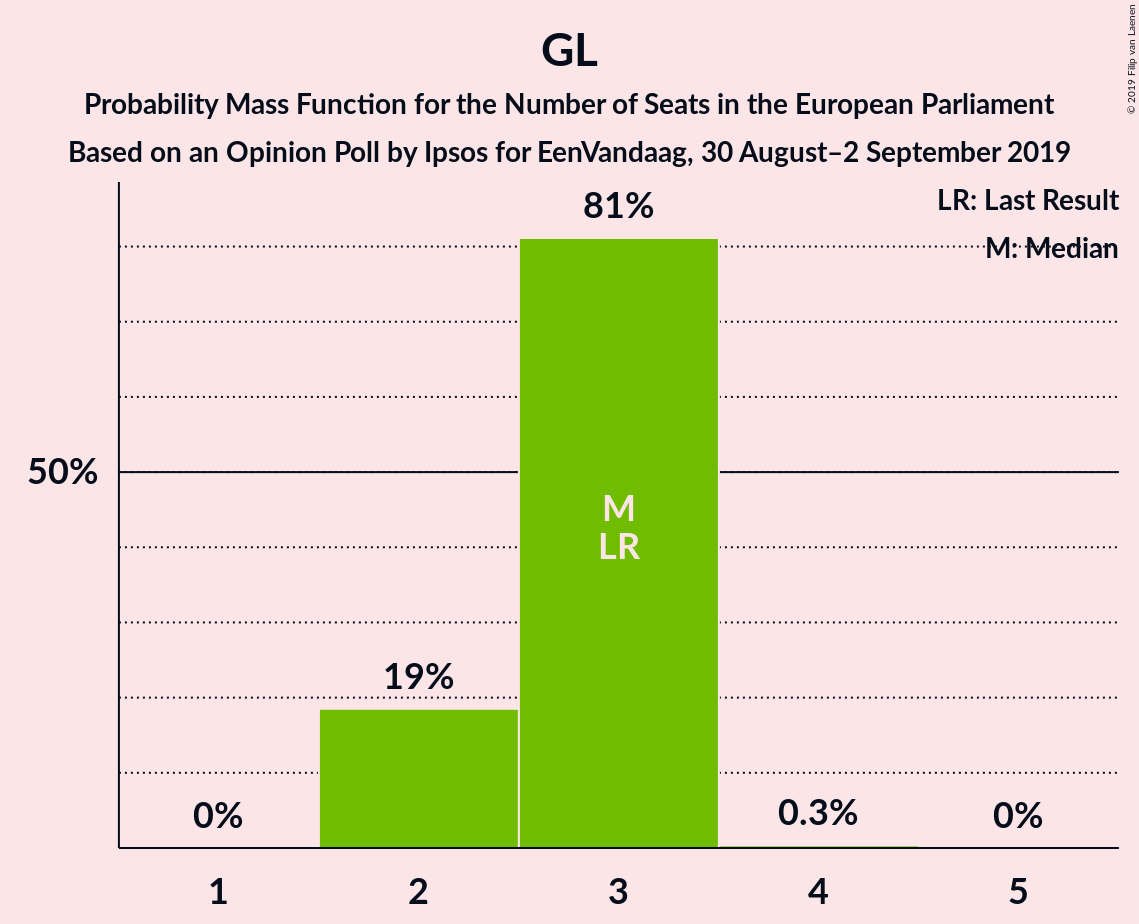 GL
Probability Mass Function for the Number of Seats in the European Parliament
Based on an Opinion Poll by Ipsos for EenVandaag, 30 August–2 September 2019
© 2019 Filip van Laenen
LR: Last Result
M: Median
81%
50%
M
LR
19%
0%
0.3%
0%
1 2 3 4 5